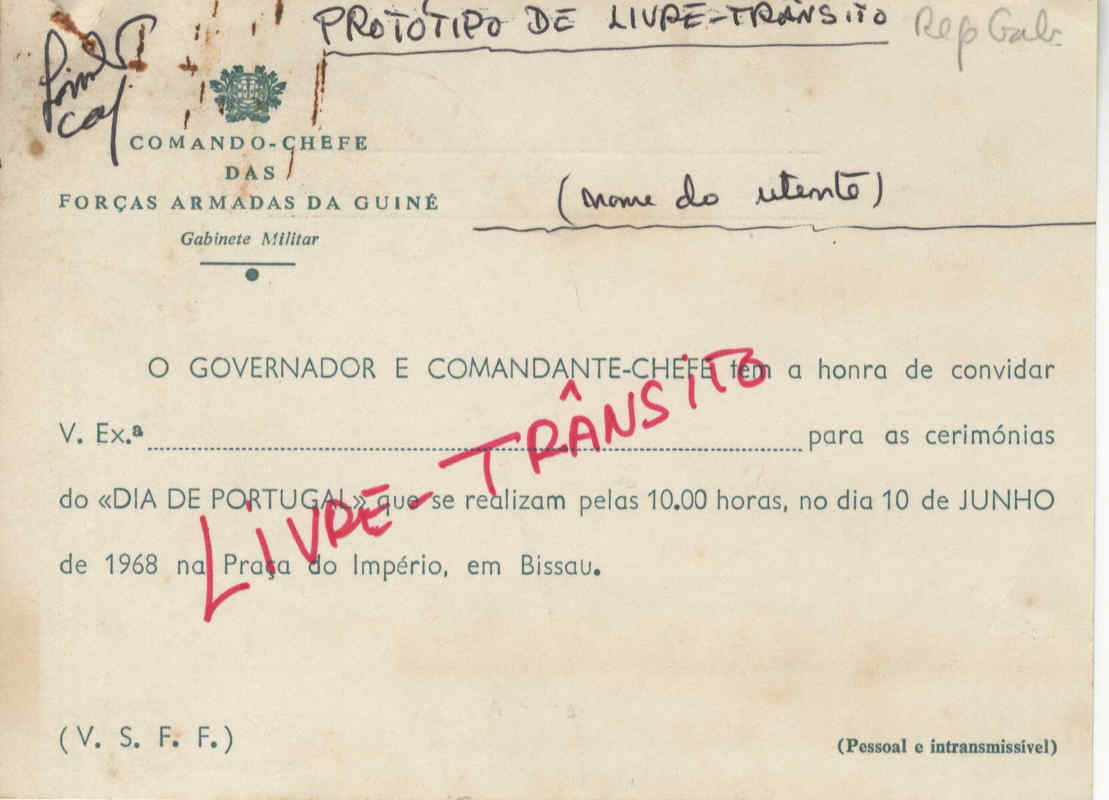 PROTÓTIPO DE LIVRE-TRÂNSITO
COMANDO-CHEFE
DAS
FORÇAS ARMADAS DA GUINÉ
Gabinete Militar
(nome do utente)
O GOVERNADOR E COMANDANTE-CHEFE têm a honra de convidar
V. Ex.ª para as cerimónias
do «DIA DE PORTUGAL» que se realizam pelas 10.00 horas, no dia 10 de JUNHO
de 1968 na Praça do Império, em Bissau.
LIVRE-TRÂNSITO
(V. S. F. F.)
(Pessoal e intransmissível)